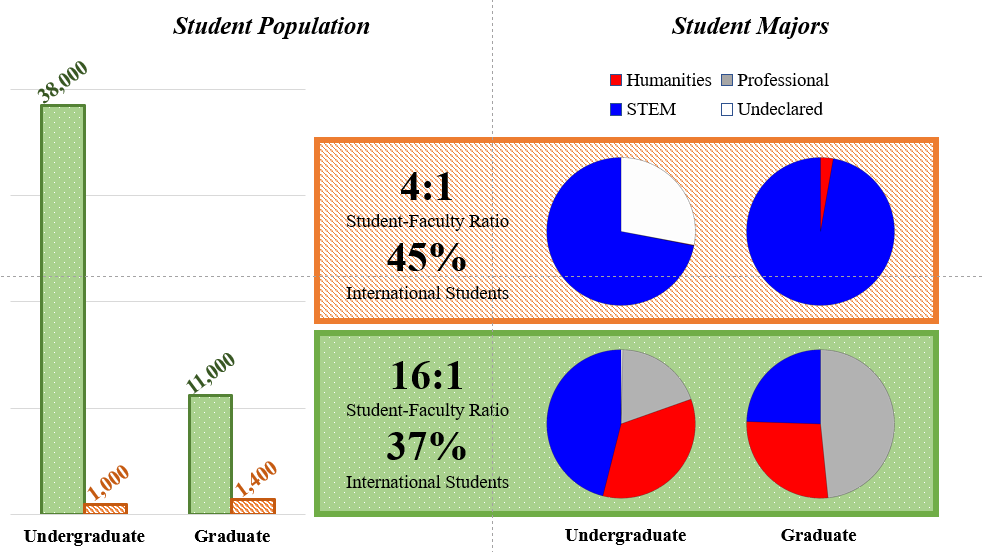 Student Population
Student Majors
Humanities
Professional
STEM
Undeclared
38,000
1,000
11,000
1,400
Undergraduate
Graduate
4:1
Student-Faculty Ratio
45%
International Students
16:1
Student-Faculty Ratio
37%
International Students
Undergraduate
Graduate